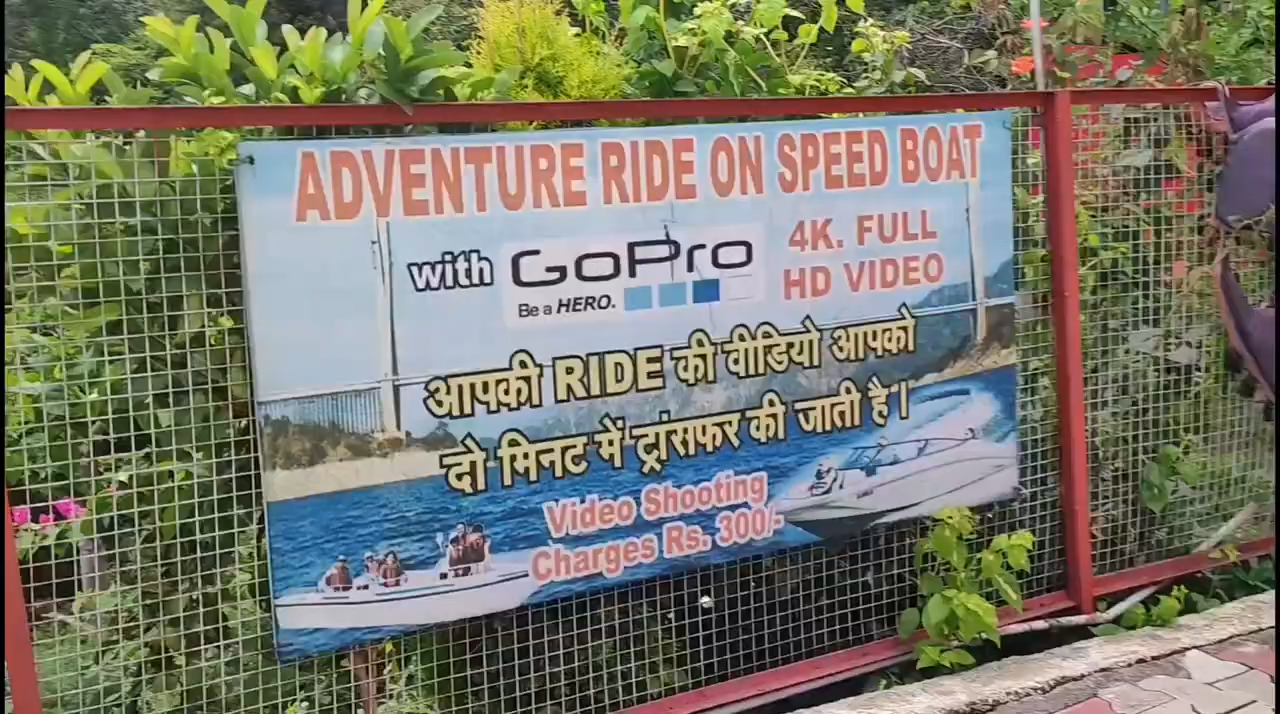 ADVENTURE RIDE ON SPEED BOAT
with GoPro 4K. FULL
Be a HERO. HD VIDEO
आपकी RIDE की वीडियो आपको
दो मिनट में ट्रांसफर की जाती है।
Video Shooting
Charges Rs. 300/-